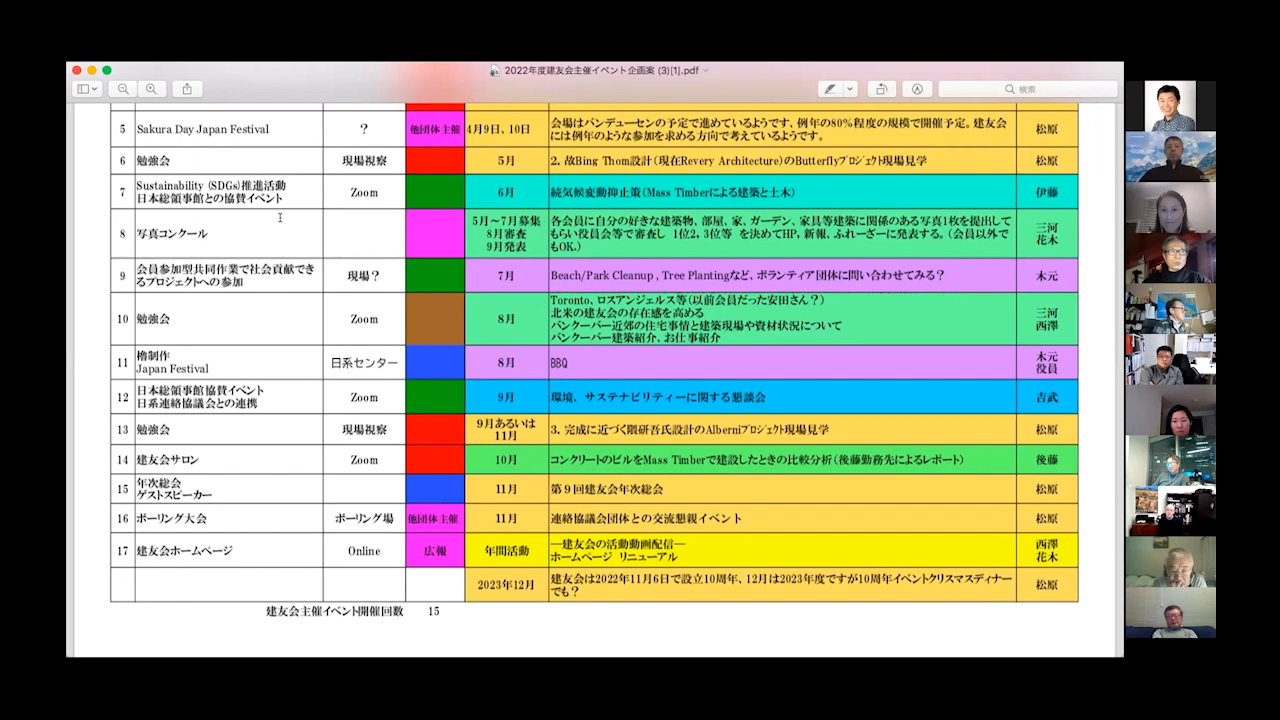 2022年度建友会主催イベント企画案 (3)[1].pdf
検索
5 Sakura Day Japan Festival ? 他団体主催 4月9日、10日 会場はバンデューセンの予定で進めているようです、例年の80%程度の規模で開催予定。建友会
には例年のような参加を求める方向で考えているようです。 松原
6 勉強会 現場視察 5月 2. 故Bing Thom設計(現在Revery Architecture)のButterflyプロジェクト現場見学 松原
7 Sustainability (SDGs)推進活動
日本総領事館との協賛イベント Zoom 6月 続気候変動抑止策(Mass Timberによる建築と土木) 伊藤
8 写真コンクール 5月～7月募集
8月審査
9月発表 各会員に自分の好きな建築物、部屋、家、ガーデン、家具等建築に関係のある写真1枚を提出して
もらい役員会等で審査し 1位2,3位等 を決めてHP,新報、ふれーざーに発表する。(会員以外で
もOK.) 三河
花木
9 会員参加型共同作業で社会貢献でき
るプロジェクトへの参加 現場? 7月 Beach/Park Cleanup , Tree Plantingなど、ボランティア団体に問い合わせてみる? 木元
10 勉強会 Zoom 8月 Toronto、ロスアンジェルス等(以前会員だった安田さん?)
北米の建友会の存在感を高める
バンクーバー近郊の住宅事情と建築現場や資材状況について
バンクーバー建築紹介、お仕事紹介 三河
西澤
11 櫓制作
Japan Festival 日系センター 8月 BBQ 木元
役員
12 日本総領事館協賛イベント
日系連絡協議会との連携 Zoom 9月 環境、サステナビリティーに関する懇談会 吉武
13 勉強会 現場視察 9月あるいは
11月 3. 完成に近づく隈研吾氏設計のAlberniプロジェクト現場見学 松原
14 建友会サロン Zoom 10月 コンクリートのビルをMass Timberで建設したときの比較分析(後藤勤務先によるレポート) 後藤
15 年次総会
ゲストスピーカー 11月 第9回建友会年次総会 松原
16 ボーリング大会 ボーリング場 他団体主催 11月 連絡協議会団体との交流懇親イベント 松原
17 建友会ホームページ Online 広報 年間活動 ―建友会の活動動画配信―
ホームページ リニューアル 西澤
花木
2023年12月 建友会は2022年11月6日で設立10周年、12月は2023年度ですが10周年イベントクリスマスディナー
でも? 松原
建友会主催イベント開催回数 15